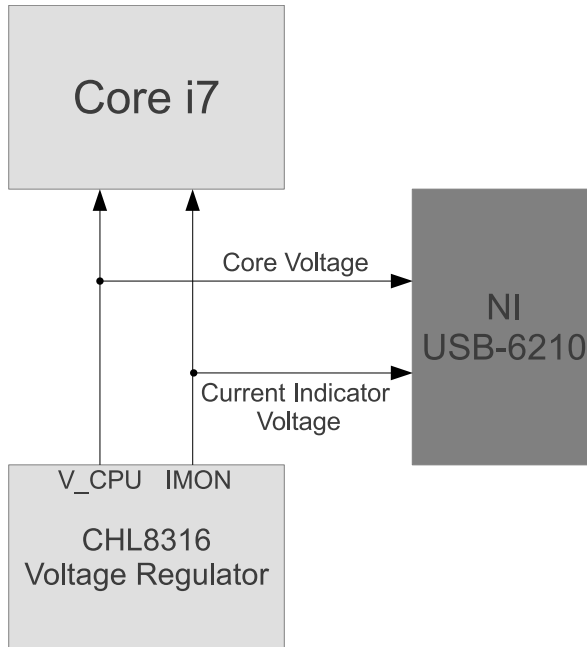 Core i7
Core Voltage
NI
USB-6210
Current Indicator
Voltage
V_CPU IMON
CHL8316
Voltage Regulator